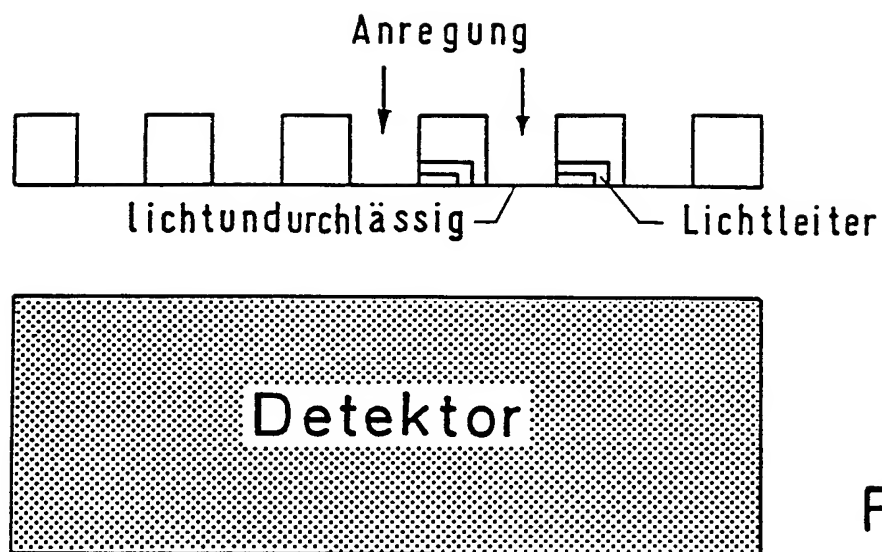 Anregung
lichtundurchlässig
Lichtleiter
Detektor
F